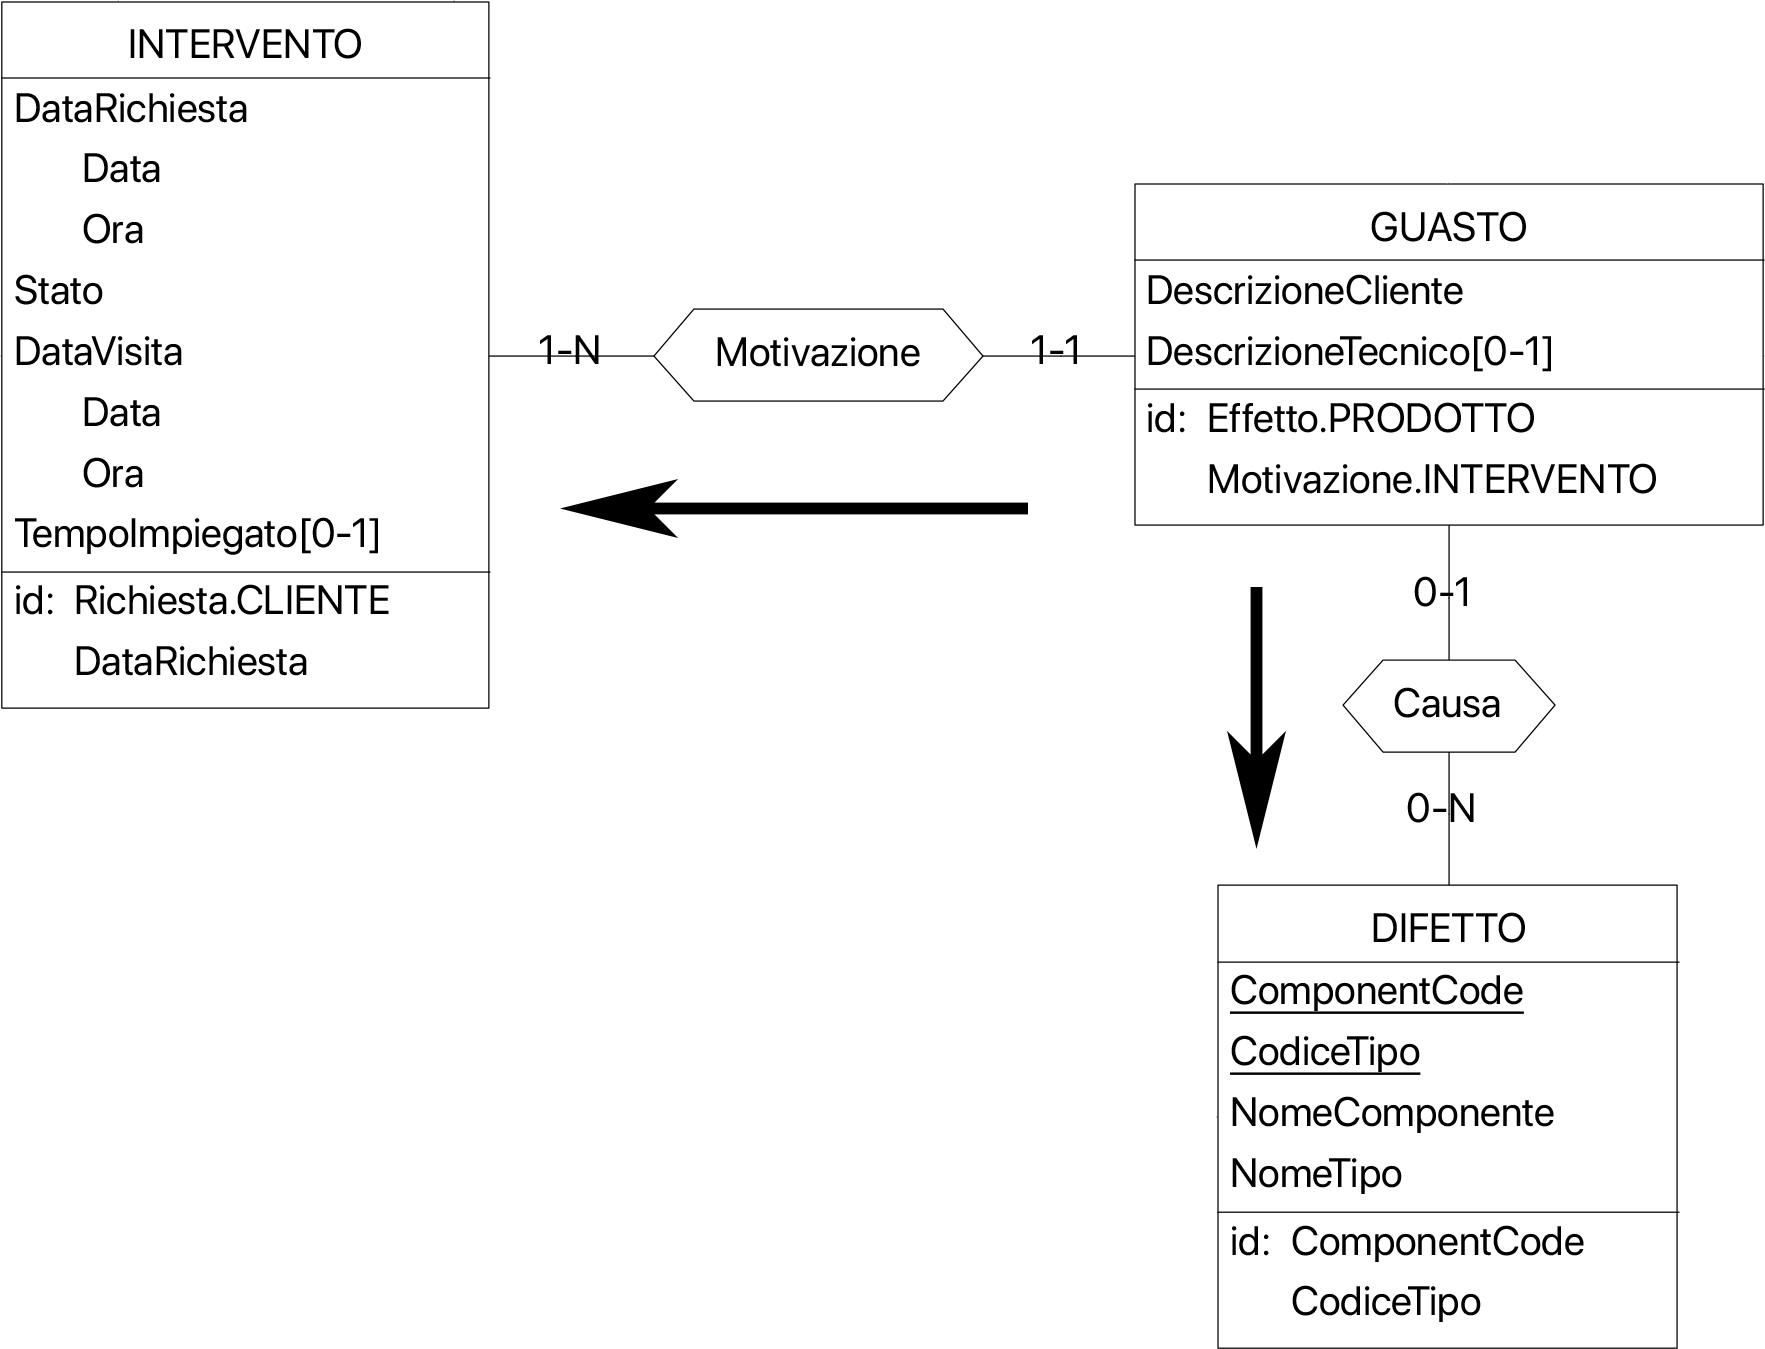 INTERVENTO
DataRichiesta
Data
Ora
Stato
DataVisita
Data
Ora
TempoImpiegato[0-1]
id: Richiesta.CLIENTE
DataRichiesta
1-N
Motivazione
1-1
GUASTO
DescrizioneCliente
DescrizioneTecnico[0-1]
id: Effetto.PRODOTTO
Motivazione.INTERVENTO
0-1
Causa
0-N
DIFETTO
ComponentCode
CodiceTipo
NomeComponente
NomeTipo
id: ComponentCode
CodiceTipo